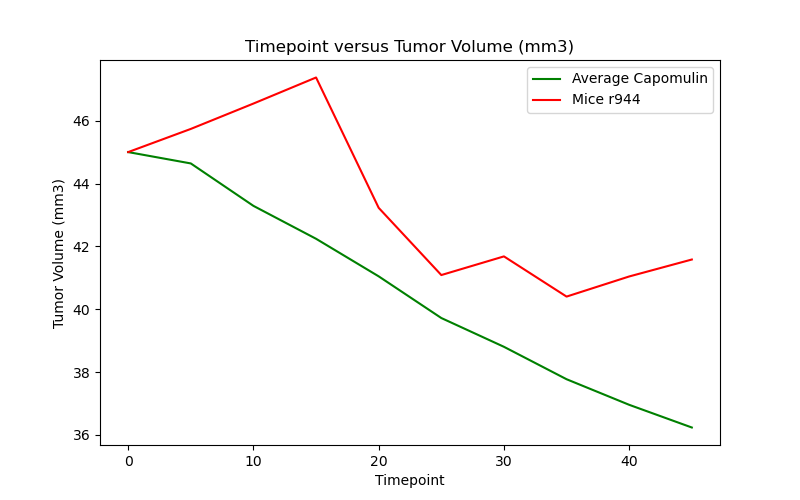 Timepoint versus Tumor Volume (mm3)
Average Capomulin
Mice r944
Tumor Volume (mm3)
46
44
42
40
38
36
0 10 20 30 40
Timepoint